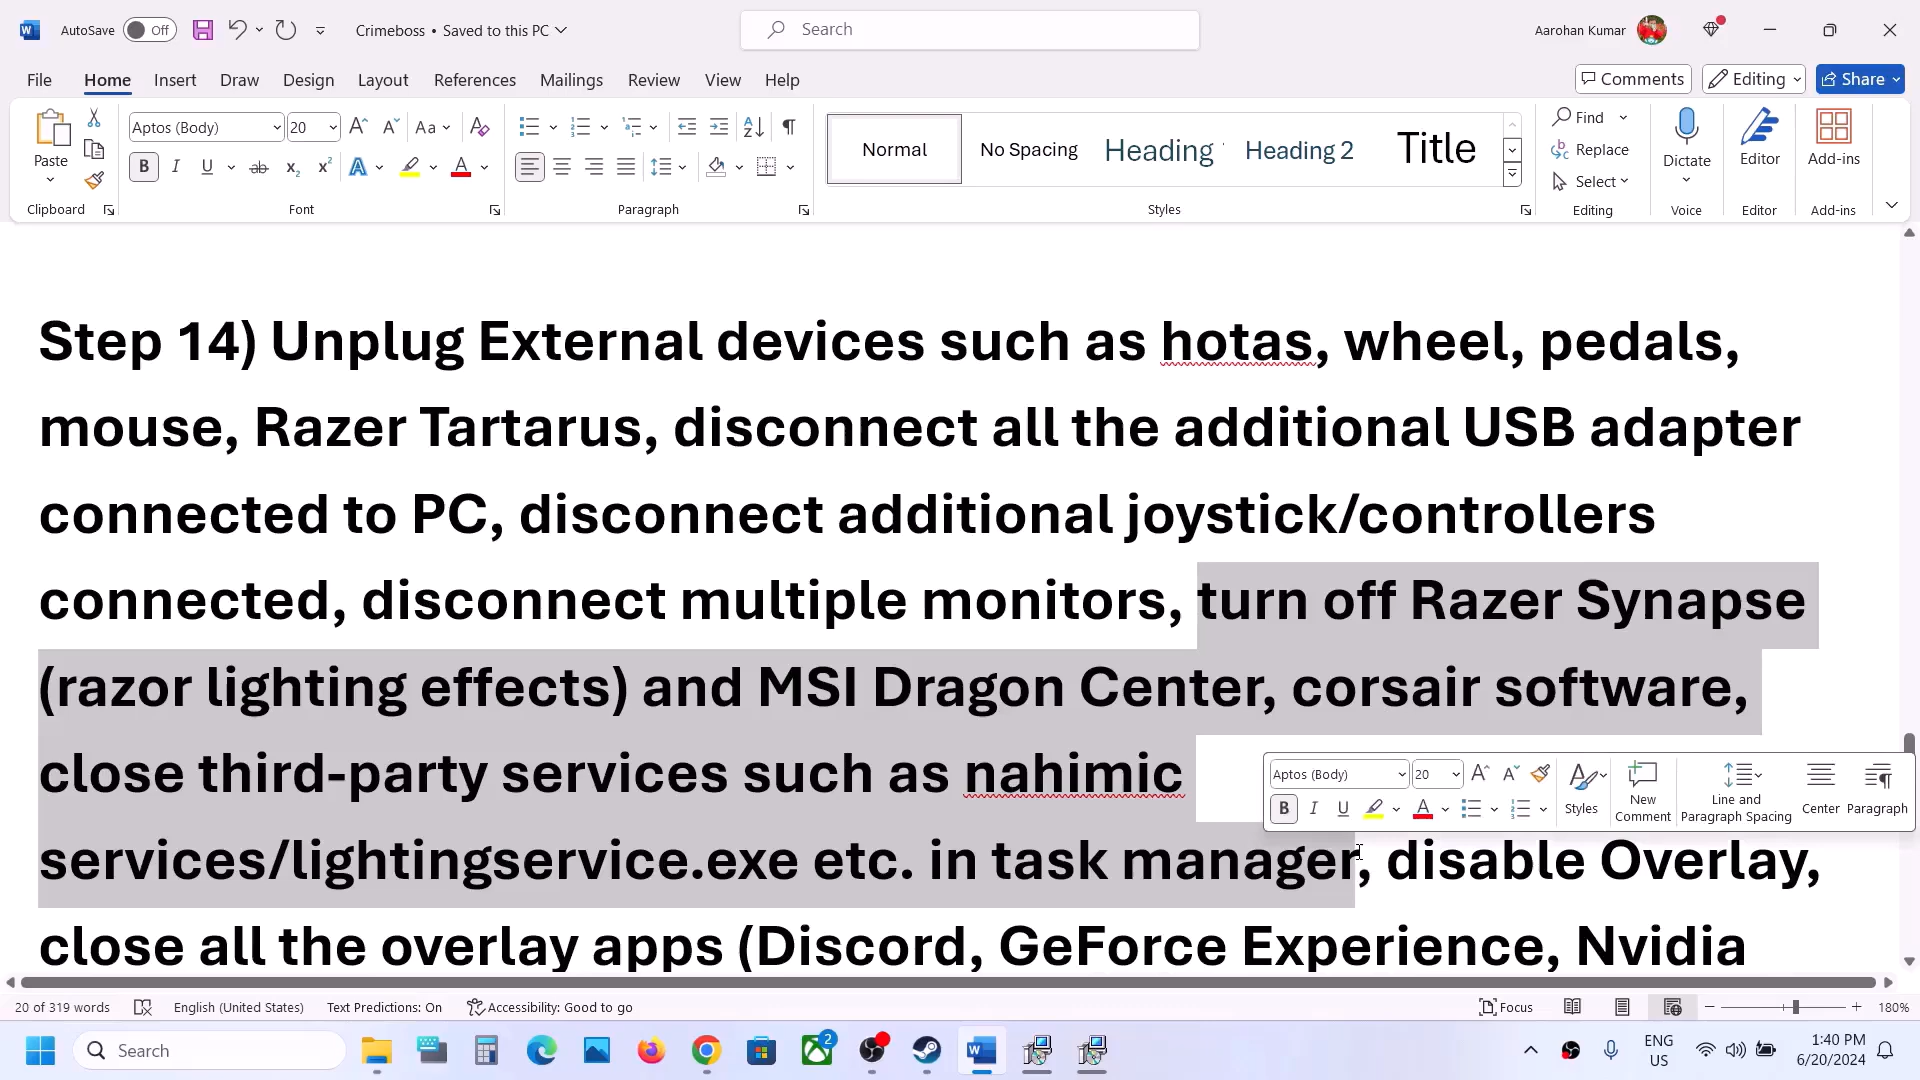 AutoSave Off Crimeboss • Saved to this PC Search Aarohan Kumar
File Home Insert Draw Design Layout References Mailings Review View Help Comments Editing Share
Paste Aptos (Body) 20 Aa Normal No Spacing Heading Heading 2 Title Find Replace Select Dictate Editor Add-ins
Clipboard Font Paragraph Styles Editing Voice Editor Add-ins
Step 14) Unplug External devices such as hotas, wheel, pedals,
mouse, Razer Tartarus, disconnect all the additional USB adapter
connected to PC, disconnect additional joystick/controllers
connected, disconnect multiple monitors, turn off Razer Synapse
(razor lighting effects) and MSI Dragon Center, corsair software,
close third-party services such as nahimic
services/lightingservice.exe etc. in task manager, disable Overlay,
close all the overlay apps (Discord, GeForce Experience, Nvidia
Aptos (Body) 20 Styles New Comment Line and Paragraph Spacing Center Paragraph
20 of 319 words English (United States) Text Predictions: On Accessibility: Good to go Focus 180%
Search 2 ENG US 1:40 PM 6/20/2024